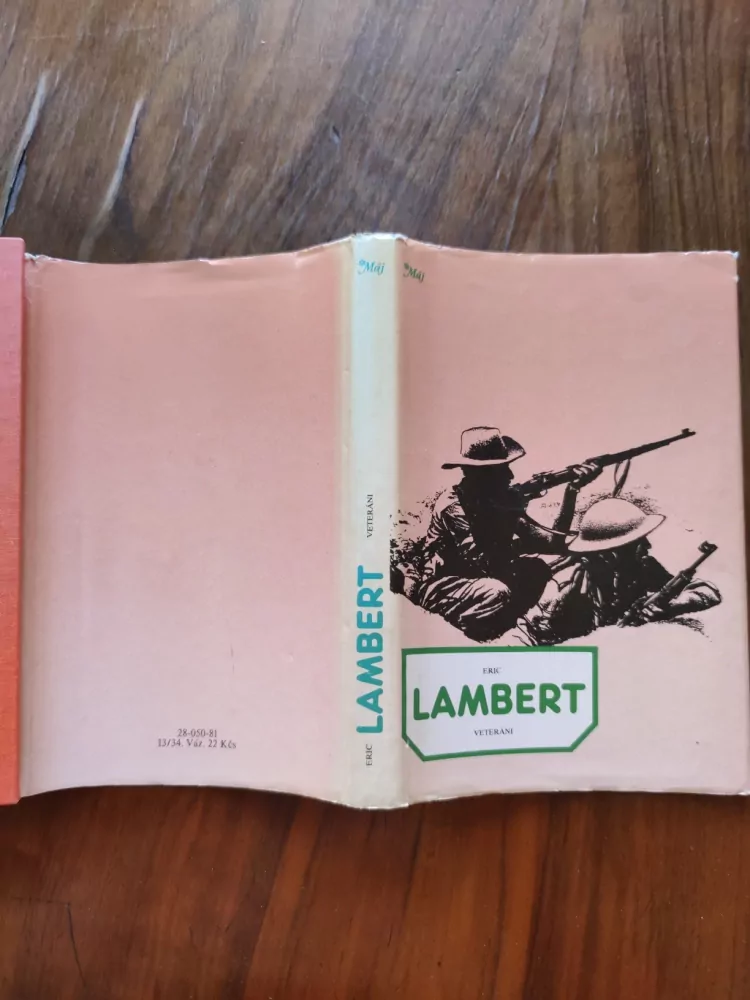 Máj
Máj
ERIC LAMBERT VETERÁNI
ERIC
LAMBERT
VETERÁNI
28-050-81
13/34. Váz. 22 Kčs